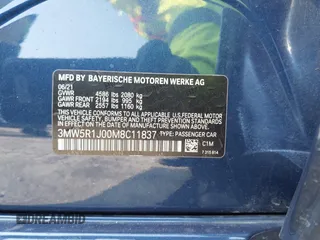 MFD BY BAYERISCHE MOTOREN WERKE AG
06/21
GVWR 4586 lbs 2080 kg
GAWR FRONT 2194 lbs 995 kg
GAWR REAR 2557 lbs 1160 kg
THIS VEHICLE CONFORMS TO ALL APPLICABLE U.S. FEDERAL MOTOR
VEHICLE SAFETY, BUMPER, AND THEFT PREVENTION STANDARDS IN
EFFECT ON THE DATE OF MANUFACTURE SHOWN ABOVE.
3MW5R1J00M8C11837 TYPE: PASSENGER CAR
C1M
DREAMBID